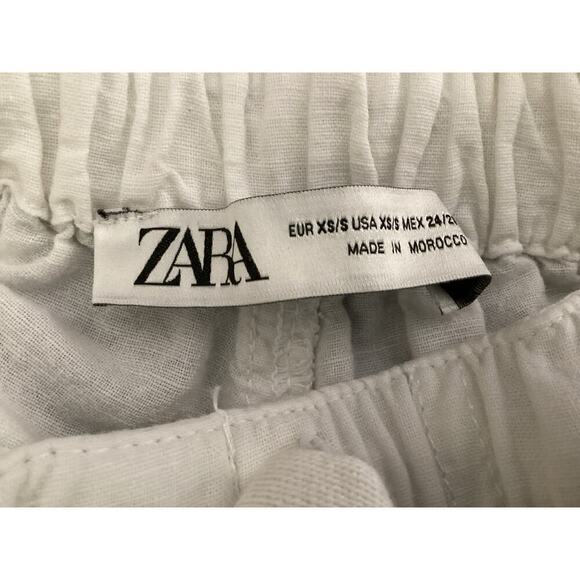 ZARA
EUR XS/S USA XS/S MEX 24/2
MADE IN MOROCCO